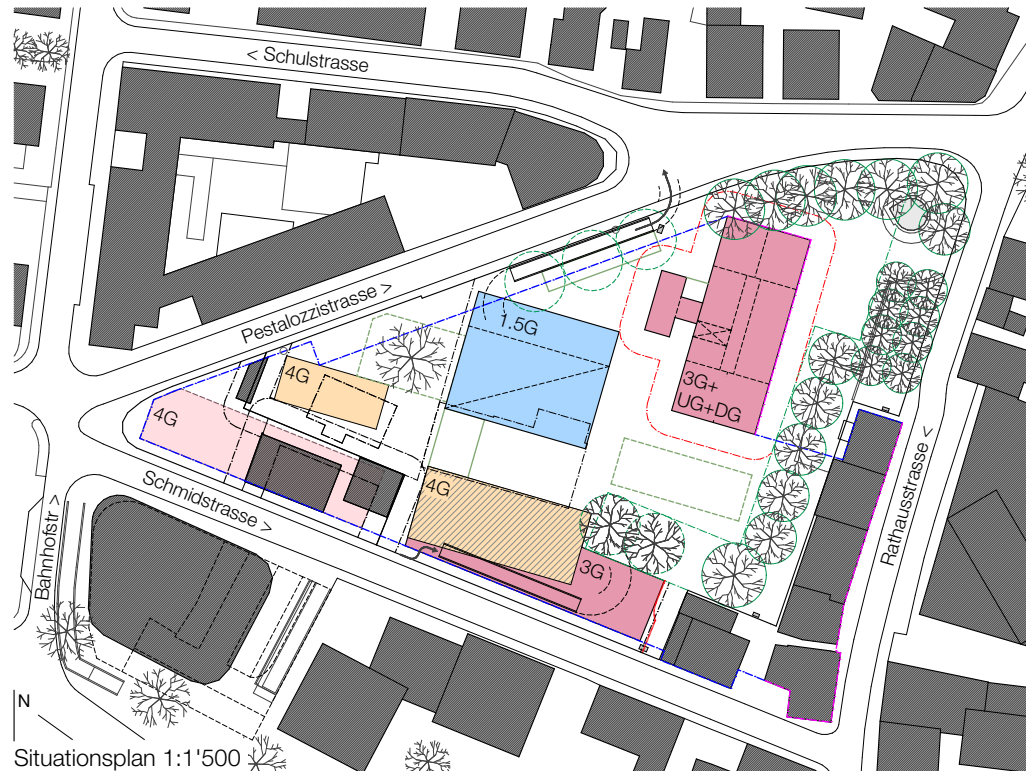 < Schulstrasse
Pestalozzistrasse >
1.5G
4G
4G
3G+
UG+DG
4G
3G
Schmidstrasse >
Bahnhofstr >
Rathausstrasse <
N
Situationsplan 1:1'500